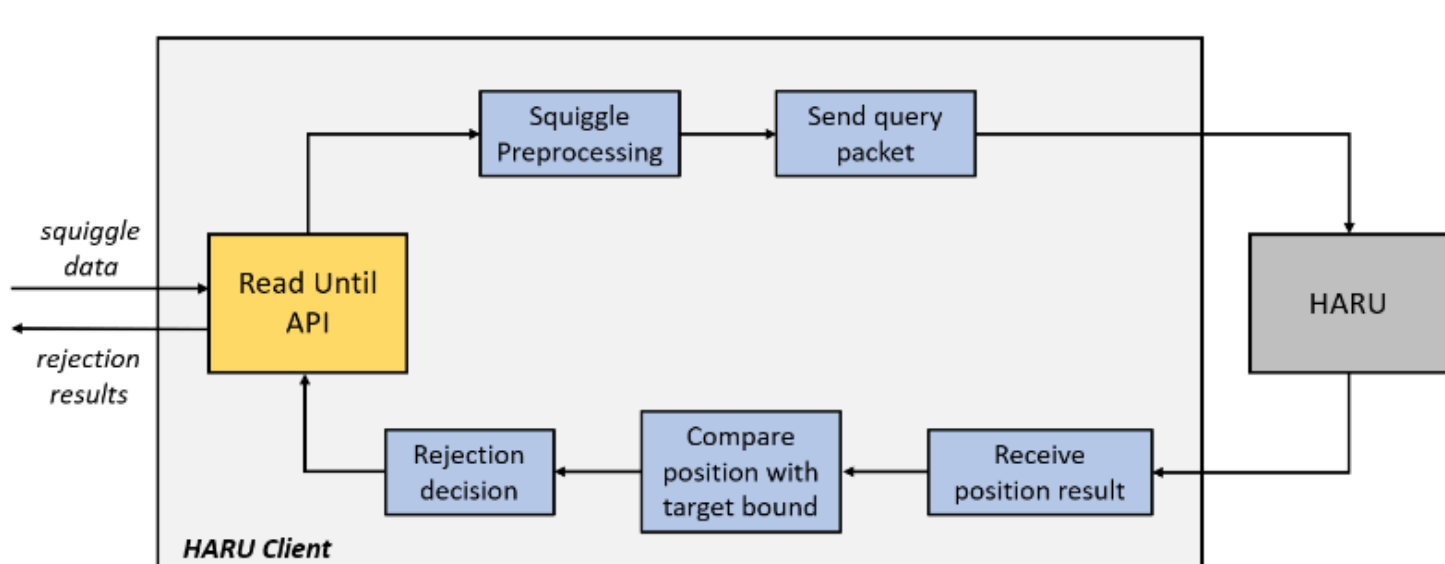 Squiggle
Preprocessing
Send query
packet
squiggle
data
Read Until
API
HARU
rejection
results
Rejection
decision
Compare
position with
target bound
Receive
position result
HARU Client